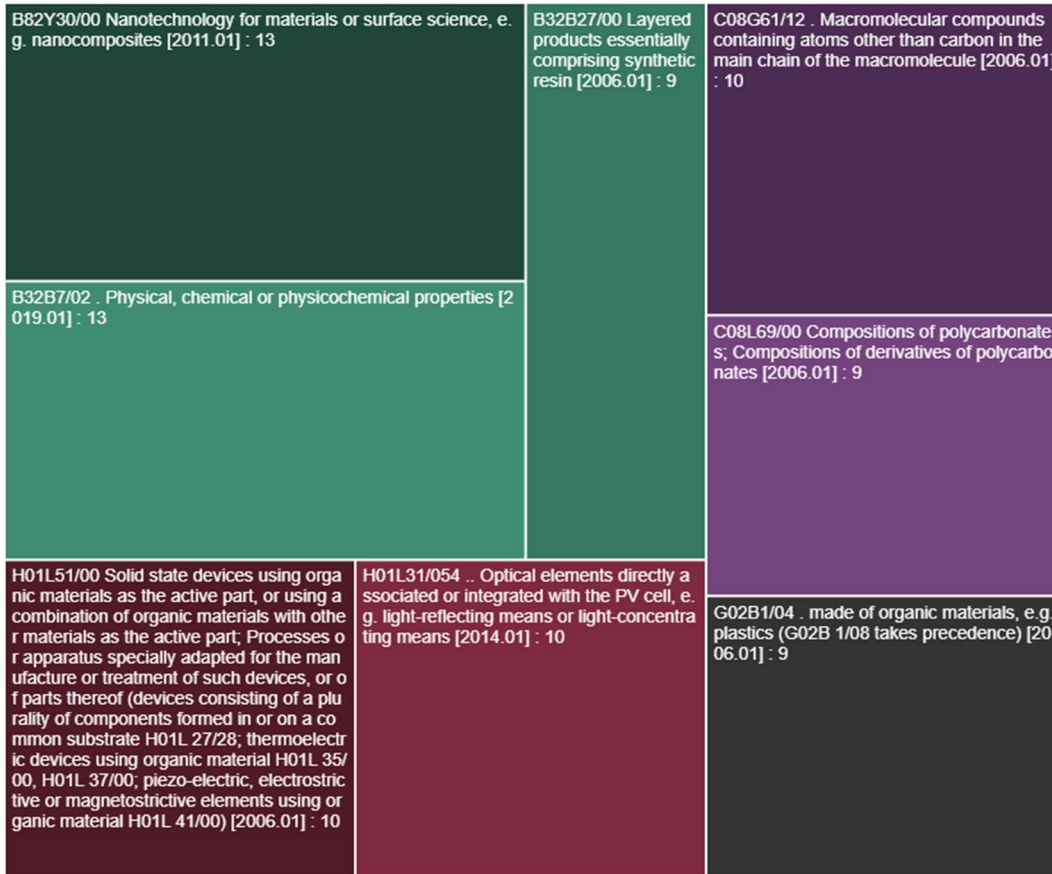 B82Y30/00 Nanotechnology for materials or surface science, e.
g. nanocomposites [2011.01] : 13
B32B27/00 Layered
products essentially
comprising synthetic
resin [2006.01] : 9
C08G61/12 . Macromolecular compounds
containing atoms other than carbon in the
main chain of the macromolecule [2006.01]
: 10
B32B7/02 . Physical, chemical or physicochemical properties [2
019.01] : 13
C08L69/00 Compositions of polycarbonate
s; Compositions of derivatives of polycarbo
nates [2006.01] : 9
H01L51/00 Solid state devices using orga
nic materials as the active part, or using a
combination of organic materials with othe
r materials as the active part; Processes o
r apparatus specially adapted for the man
ufacture or treatment of such devices, or o
f parts thereof (devices consisting of a plu
rality of components formed in or on a co
mmon substrate H01L 27/28; thermoelectr
ic devices using organic material H01L 35/
00, H01L 37/00; piezo-electric, electrostric
tive or magnetostrictive elements using or
ganic material H01L 41/00) [2006.01] : 10
H01L31/054 .. Optical elements directly a
ssociated or integrated with the PV cell, e.
g. light-reflecting means or light-concentra
ting means [2014.01] : 10
G02B1/04 . made of organic materials, e.g.
plastics (G02B 1/08 takes precedence) [20
06.01] : 9